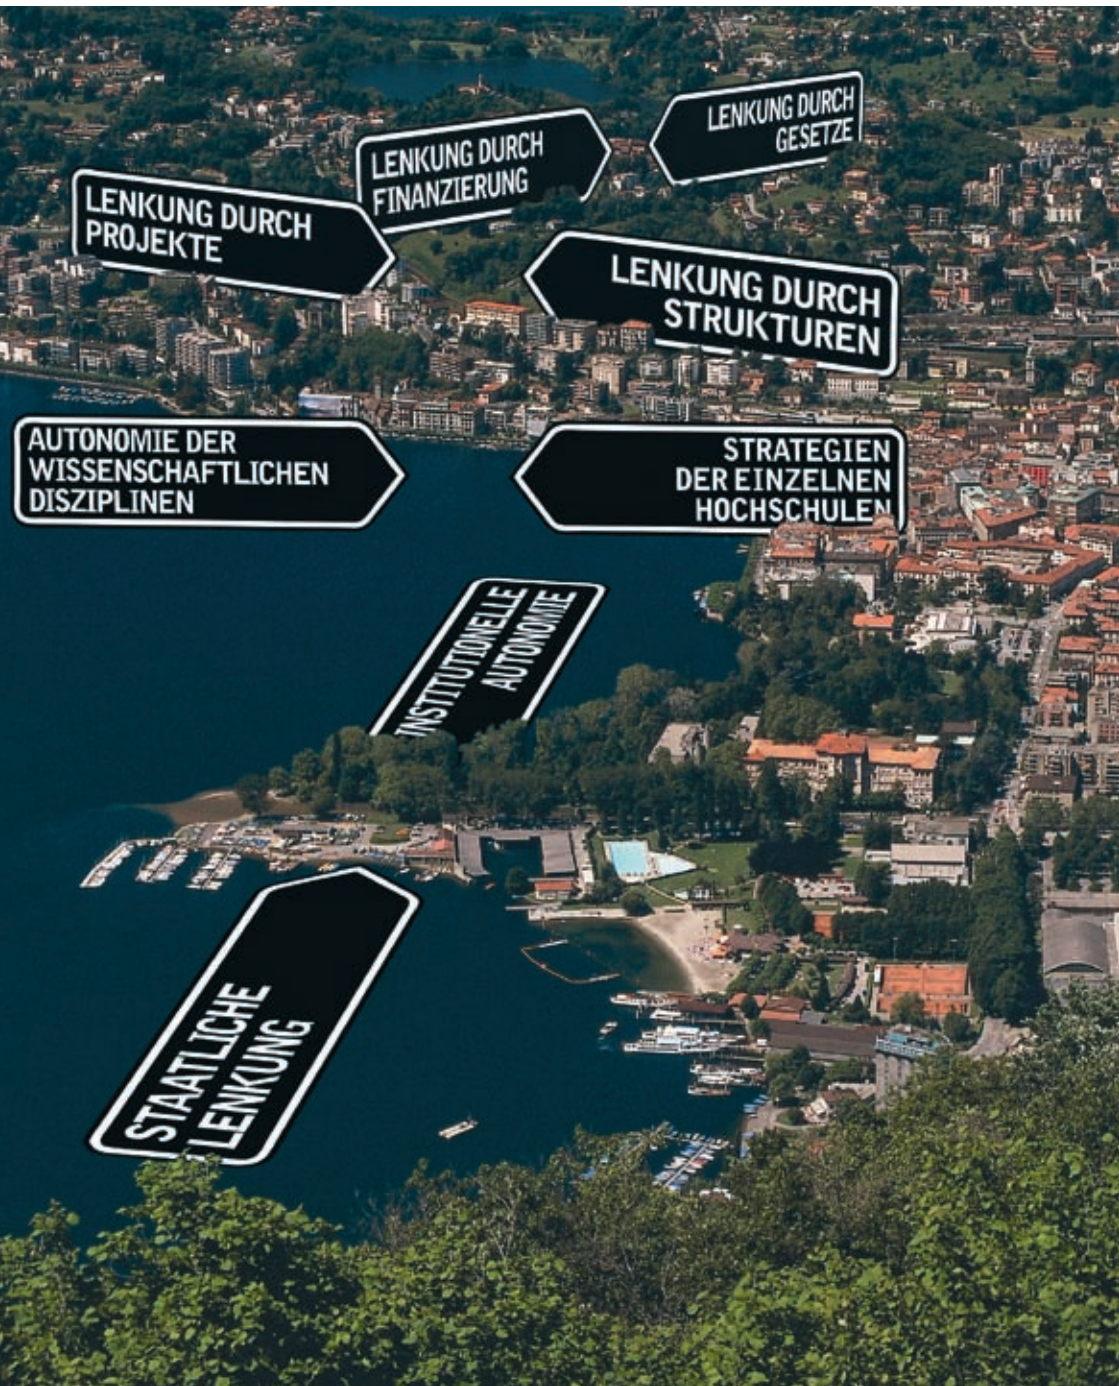 LENKUNG DURCH
GESETZE
LENKUNG DURCH
FINANZIERUNG
LENKUNG DURCH
PROJEKTE
LENKUNG DURCH
STRUKTUREN
AUTONOMIE DER
WISSENSCHAFTLICHEN
DISZIPLINEN
STRATEGIEN
DER EINZELNEN
HOCHSCHULEN
INSTITUTIONELLE
AUTONOMIE
STAATLICHE
LENKUNG